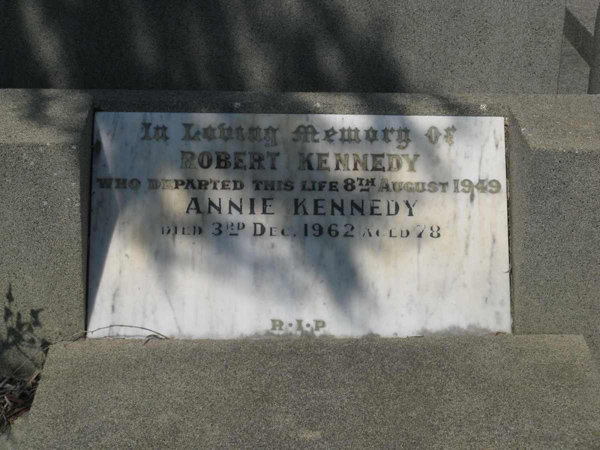 In Loving Memory of
ROBERT KENNEDY
WHO DEPARTED THIS LIFE 8TH AUGUST 1949
ANNIE KENNEDY
DIED 3RD DEC. 1962 AGED 78
R·I·P